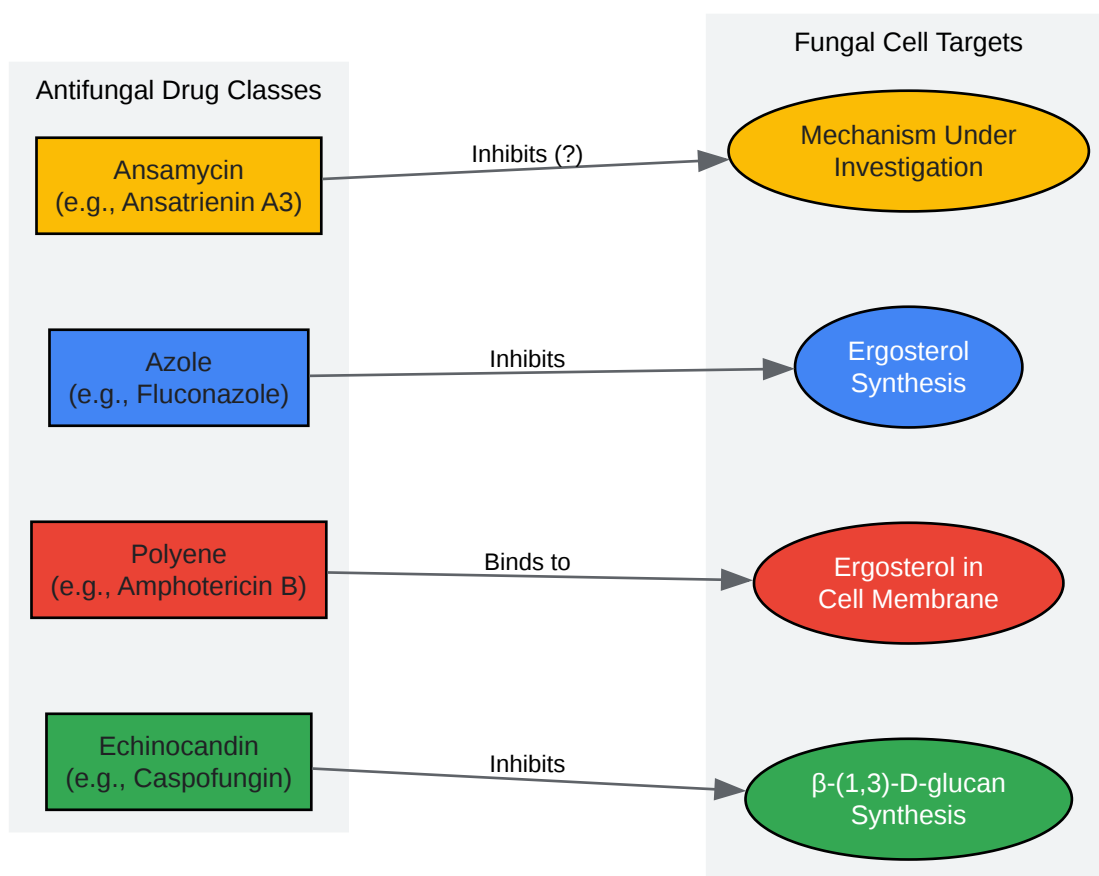 Fungal Cell Targets
Antifungal Drug Classes
Ansamycin
(e.g., Ansatrienin A3)
Inhibits (?)
Mechanism Under
Investigation
Azole
(e.g., Fluconazole)
Inhibits
Ergosterol
Synthesis
Polyene
(e.g., Amphotericin B)
Binds to
Ergosterol in
Cell Membrane
Echinocandin
(e.g., Caspofungin)
Inhibits
β-(1,3)-D-glucan
Synthesis